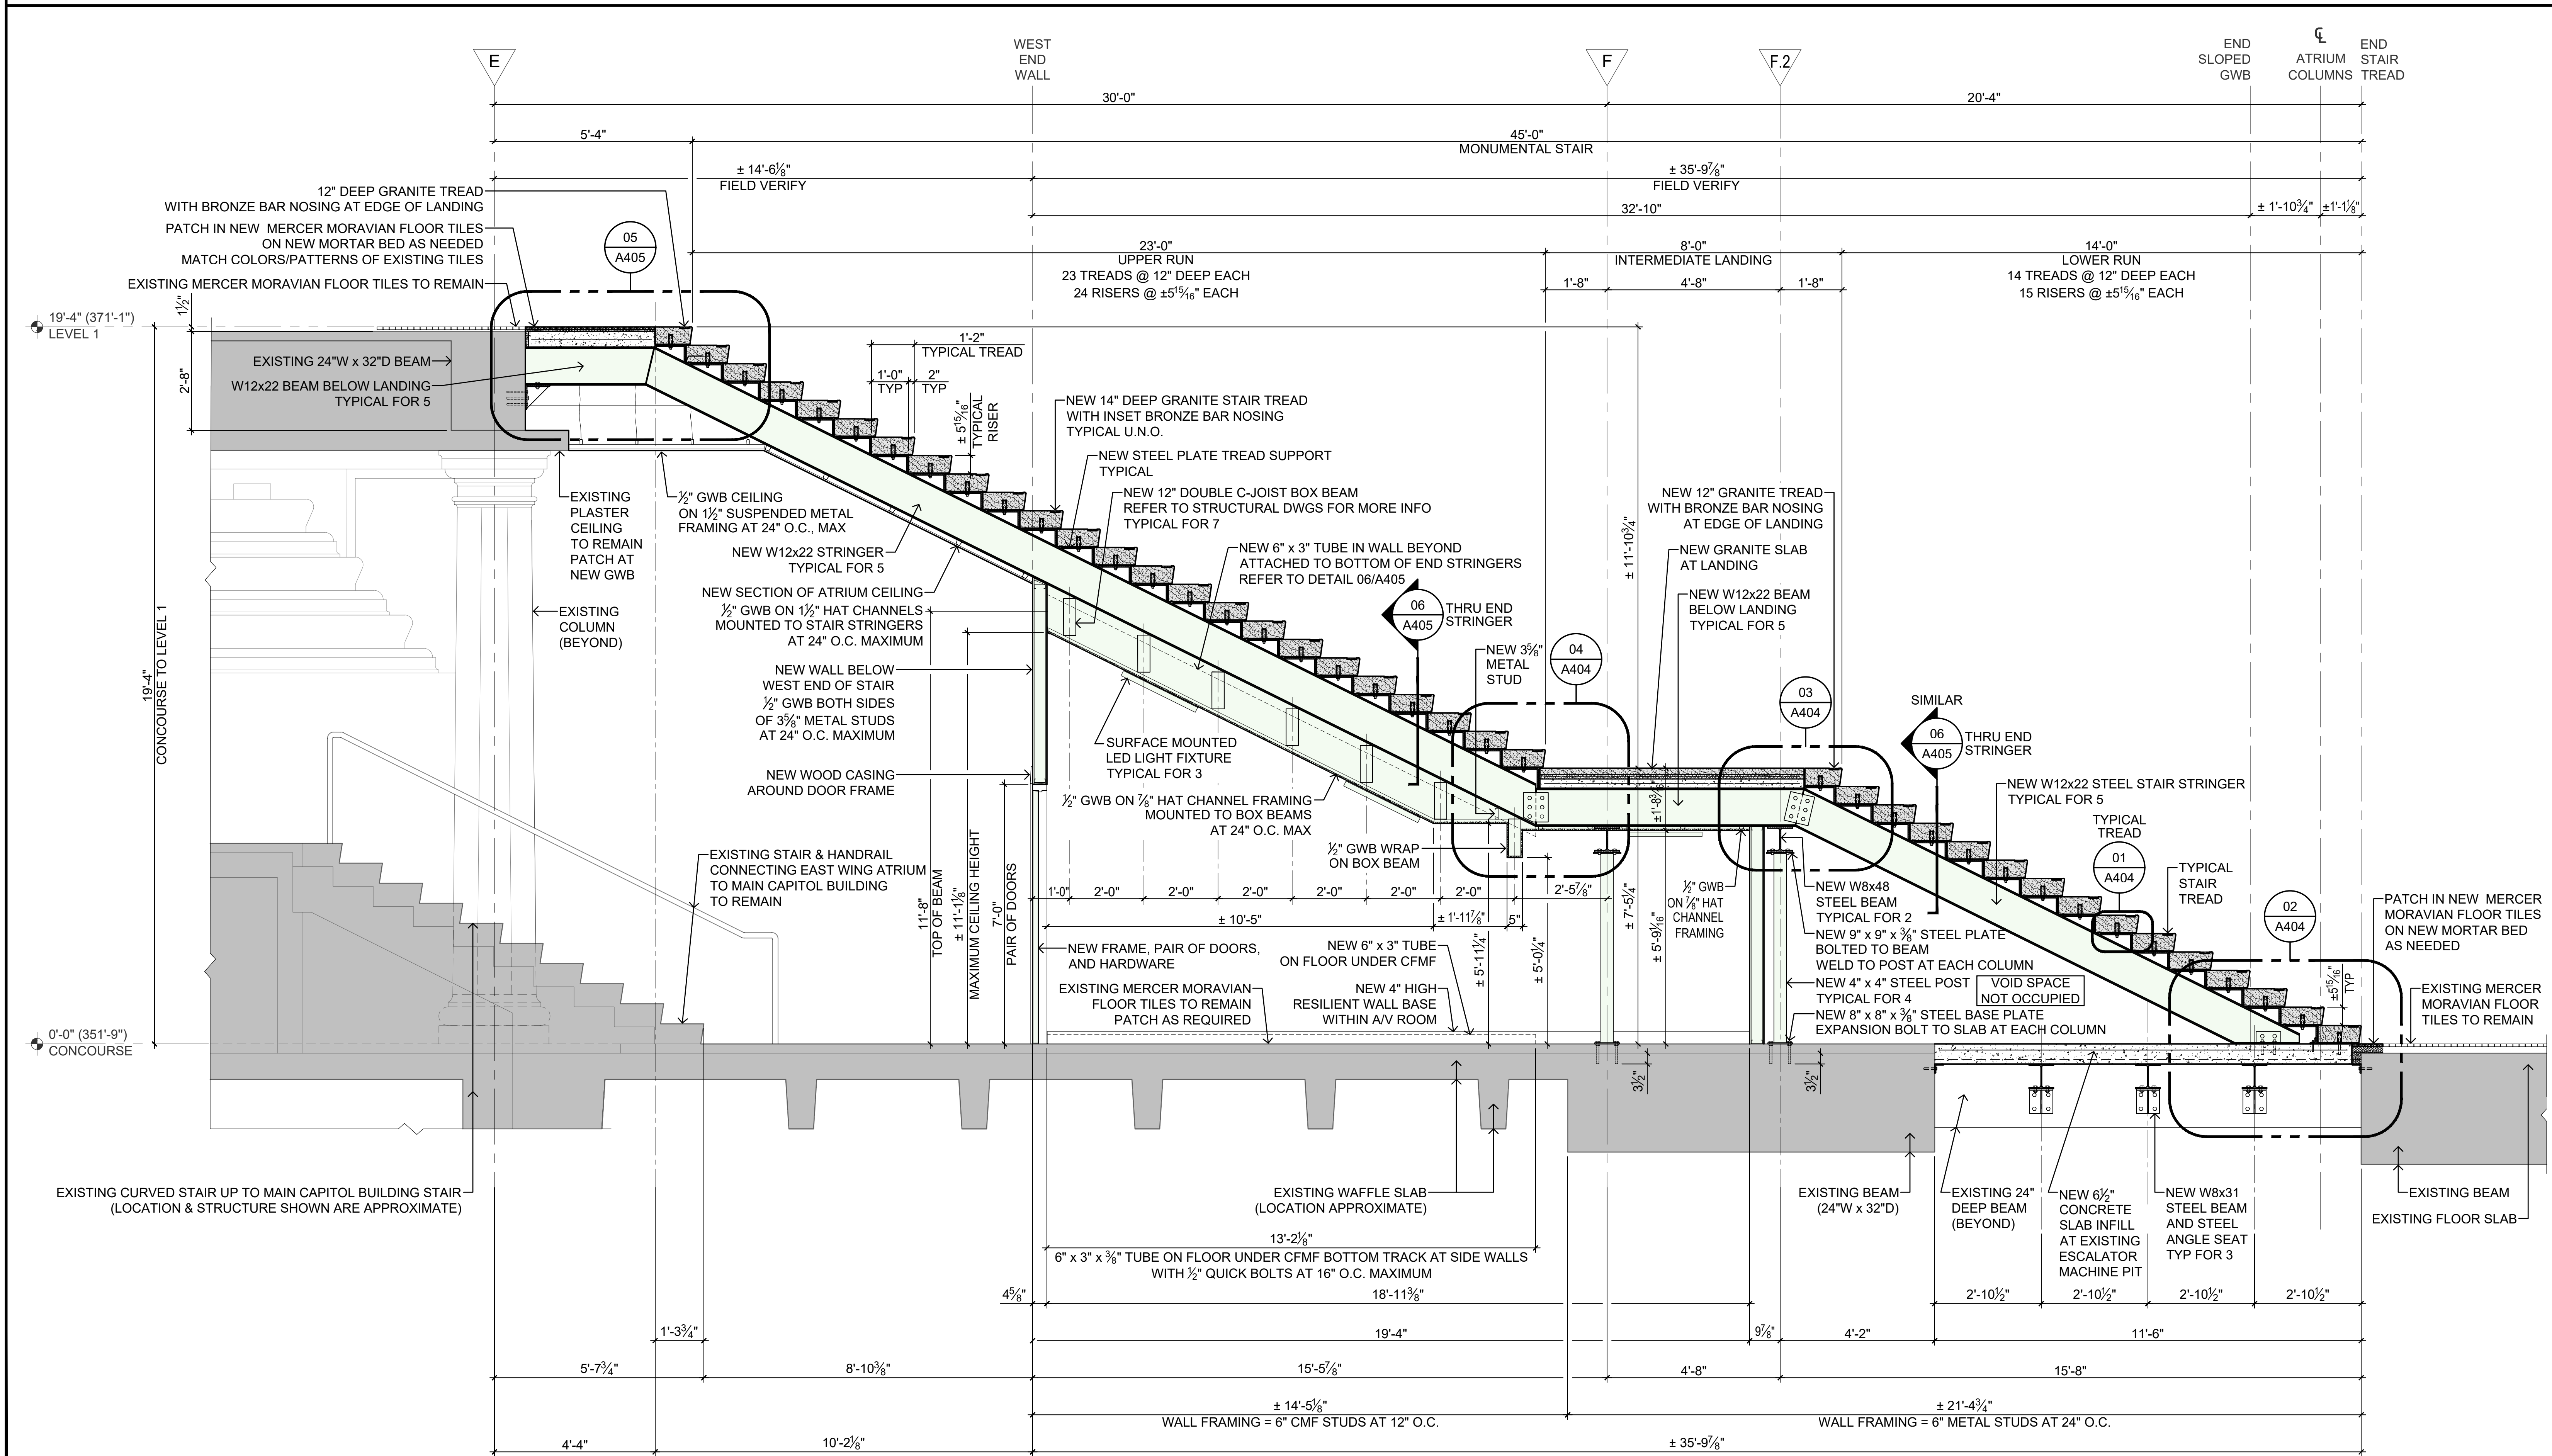 E
WEST
END
WALL
F
F.2
END
SLOPED
GWB
℄
ATRIUM
COLUMNS
END
STAIR
TREAD
30'-0"
20'-4"
5'-4"
45'-0"
MONUMENTAL STAIR
± 14'-6⅛"
FIELD VERIFY
± 35'-9⅞"
FIELD VERIFY
32'-10"
± 1'-10¾"
±1'-1⅛"
12" DEEP GRANITE TREAD
WITH BRONZE BAR NOSING AT EDGE OF LANDING
PATCH IN NEW MERCER MORAVIAN FLOOR TILES
ON NEW MORTAR BED AS NEEDED
MATCH COLORS/PATTERNS OF EXISTING TILES
EXISTING MERCER MORAVIAN FLOOR TILES TO REMAIN
05
A405
23'-0"
UPPER RUN
23 TREADS @ 12" DEEP EACH
24 RISERS @ ±5¹⁵⁄₁₆" EACH
8'-0"
INTERMEDIATE LANDING
1'-8"
4'-8"
1'-8"
14'-0"
LOWER RUN
14 TREADS @ 12" DEEP EACH
15 RISERS @ ±5¹⁵⁄₁₆" EACH
1½"
19'-4" (371'-1")
LEVEL 1
2'-8"
EXISTING 24"W x 32"D BEAM
W12x22 BEAM BELOW LANDING
TYPICAL FOR 5
1'-2"
TYPICAL TREAD
1'-0"
TYP
2"
TYP
± 5¹⁵⁄₁₆"
TYPICAL
RISER
NEW 14" DEEP GRANITE STAIR TREAD
WITH INSET BRONZE BAR NOSING
TYPICAL U.N.O.
NEW STEEL PLATE TREAD SUPPORT
TYPICAL
NEW 12" DOUBLE C-JOIST BOX BEAM
REFER TO STRUCTURAL DWGS FOR MORE INFO
TYPICAL FOR 7
NEW 6" x 3" TUBE IN WALL BEYOND
ATTACHED TO BOTTOM OF END STRINGERS
REFER TO DETAIL 06/A405
EXISTING
PLASTER
CEILING
TO REMAIN
PATCH AT
NEW GWB
½" GWB CEILING
ON 1½" SUSPENDED METAL
FRAMING AT 24" O.C., MAX
NEW W12x22 STRINGER
TYPICAL FOR 5
NEW SECTION OF ATRIUM CEILING
½" GWB ON 1½" HAT CHANNELS
MOUNTED TO STAIR STRINGERS
AT 24" O.C. MAXIMUM
EXISTING
COLUMN
(BEYOND)
± 11'-10¾"
NEW 12" GRANITE TREAD
WITH BRONZE BAR NOSING
AT EDGE OF LANDING
NEW GRANITE SLAB
AT LANDING
NEW W12x22 BEAM
BELOW LANDING
TYPICAL FOR 5
06
A405
THRU END
STRINGER
NEW 3⅝"
METAL
STUD
04
A404
03
A404
SIMILAR
06
A405
THRU END
STRINGER
19'-4"
CONCOURSE TO LEVEL 1
NEW WALL BELOW
WEST END OF STAIR
½" GWB BOTH SIDES
OF 3⅝" METAL STUDS
AT 24" O.C. MAXIMUM
NEW WOOD CASING
AROUND DOOR FRAME
SURFACE MOUNTED
LED LIGHT FIXTURE
TYPICAL FOR 3
½" GWB ON ⅞" HAT CHANNEL FRAMING
MOUNTED TO BOX BEAMS
AT 24" O.C. MAX
½" GWB WRAP
ON BOX BEAM
NEW W12x22 STEEL STAIR STRINGER
TYPICAL FOR 5
TYPICAL
TREAD
01
A404
TYPICAL
STAIR
TREAD
02
A404
EXISTING STAIR & HANDRAIL
CONNECTING EAST WING ATRIUM
TO MAIN CAPITOL BUILDING
TO REMAIN
11'-8"
TOP OF BEAM
± 11'-1⅛"
MAXIMUM CEILING HEIGHT
7'-0"
PAIR OF DOORS
1'-0"
2'-0"
2'-0"
2'-0"
2'-0"
2'-0"
2'-0"
2'-5⅞"
± 10'-5"
± 1'-11⅞"
5"
± 5'-11¼"
± 5'-0¼"
± 7'-5¼"
± 5'-9⁹⁄₁₆
½" GWB
ON ⅞" HAT
CHANNEL
FRAMING
NEW W8x48
STEEL BEAM
TYPICAL FOR 2
NEW 9" x 9" x ⅜" STEEL PLATE
BOLTED TO BEAM
WELD TO POST AT EACH COLUMN
NEW 4" x 4" STEEL POST
TYPICAL FOR 4
VOID SPACE
NOT OCCUPIED
NEW 8" x 8" x ⅜" STEEL BASE PLATE
EXPANSION BOLT TO SLAB AT EACH COLUMN
±5¹⁵⁄₁₆"
TYP
PATCH IN NEW MERCER
MORAVIAN FLOOR TILES
ON NEW MORTAR BED
AS NEEDED
EXISTING MERCER
MORAVIAN FLOOR
TILES TO REMAIN
NEW FRAME, PAIR OF DOORS,
AND HARDWARE
NEW 6" x 3" TUBE
ON FLOOR UNDER CFMF
EXISTING MERCER MORAVIAN
FLOOR TILES TO REMAIN
PATCH AS REQUIRED
NEW 4" HIGH
RESILIENT WALL BASE
WITHIN A/V ROOM
0'-0" (351'-9")
CONCOURSE
3½"
3½"
EXISTING CURVED STAIR UP TO MAIN CAPITOL BUILDING STAIR
(LOCATION & STRUCTURE SHOWN ARE APPROXIMATE)
EXISTING WAFFLE SLAB
(LOCATION APPROXIMATE)
EXISTING BEAM
(24"W x 32"D)
EXISTING 24"
DEEP BEAM
(BEYOND)
NEW 6½"
CONCRETE
SLAB INFILL
AT EXISTING
ESCALATOR
MACHINE PIT
NEW W8x31
STEEL BEAM
AND STEEL
ANGLE SEAT
TYP FOR 3
EXISTING BEAM
EXISTING FLOOR SLAB
13'-2⅛"
6" x 3" x ⅜" TUBE ON FLOOR UNDER CFMF BOTTOM TRACK AT SIDE WALLS
WITH ½" QUICK BOLTS AT 16" O.C. MAXIMUM
4⅝"
18'-11⅜"
2'-10½"
2'-10½"
2'-10½"
2'-10½"
1'-3¾"
19'-4"
9⅞"
4'-2"
11'-6"
5'-7¾"
8'-10⅜"
15'-5⅞"
4'-8"
15'-8"
± 14'-5⅛"
WALL FRAMING = 6" CMF STUDS AT 12" O.C.
± 21'-4¾"
WALL FRAMING = 6" METAL STUDS AT 24" O.C.
4'-4"
10'-2⅛"
± 35'-9⅞"